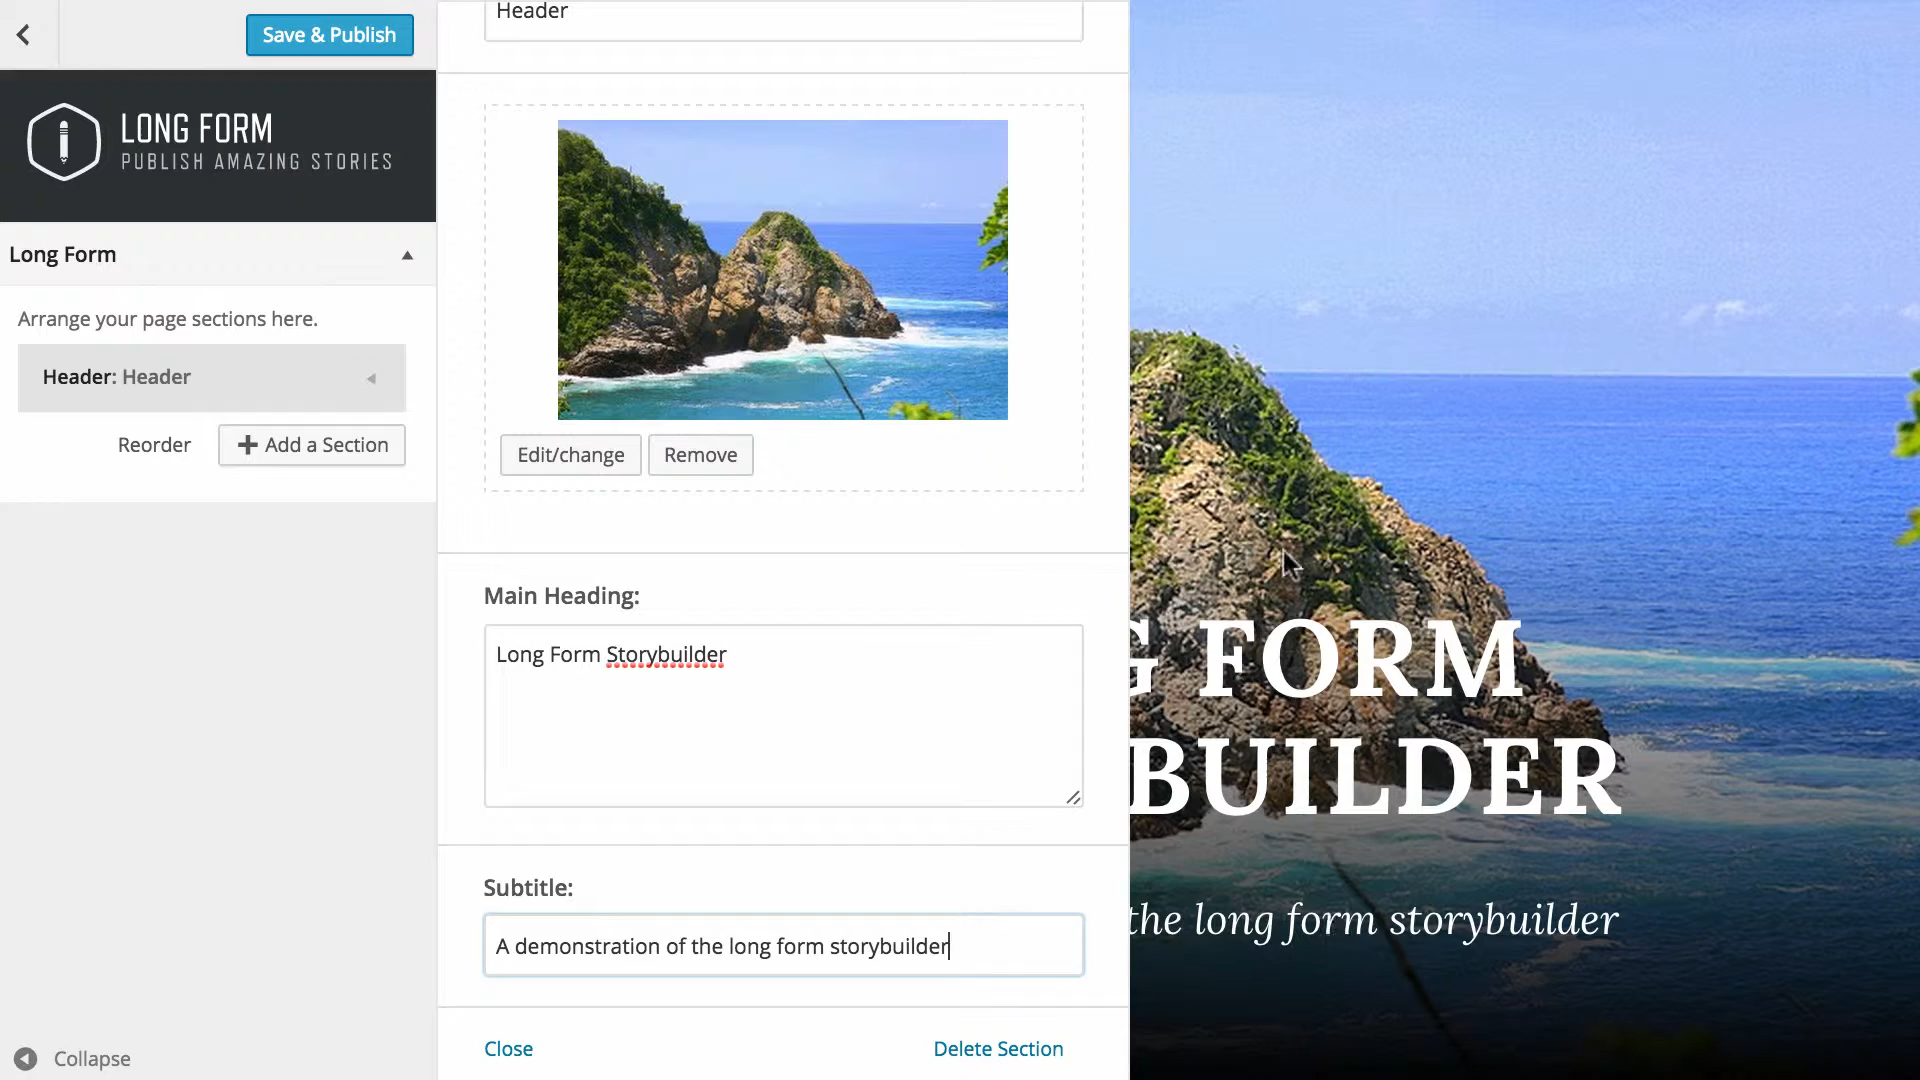 Save & Publish
LONG FORM
PUBLISH AMAZING STORIES
Long Form
Arrange your page sections here.
Header: Header
Reorder
Add a Section
Collapse
Header
Edit/change
Remove
Main Heading:
Long Form Storybuilder
Subtitle:
A demonstration of the long form storybuilder
Close
Delete Section
G FORM
BUILDER
the long form storybuilder